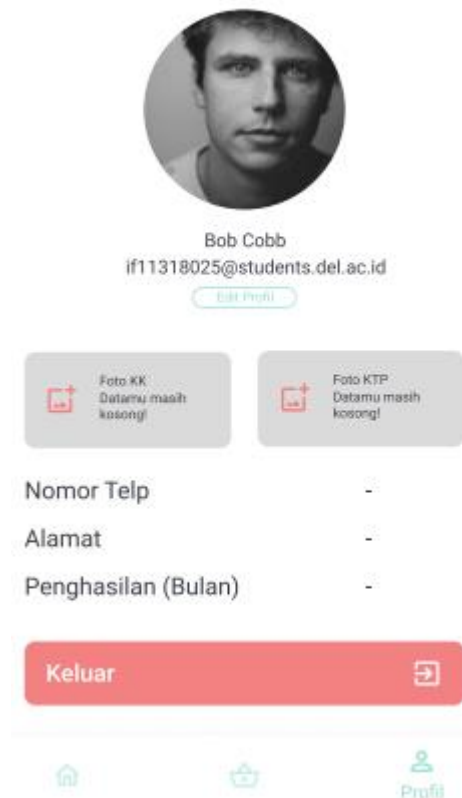 Bob Cobb
if11318025@students.del.ac.id
Edit Profil
Foto KK
Datamu masih
kosong!
Foto KTP
Datamu masih
kosong!
Nomor Telp -
Alamat -
Penghasilan (Bulan) -
Keluar
Profil